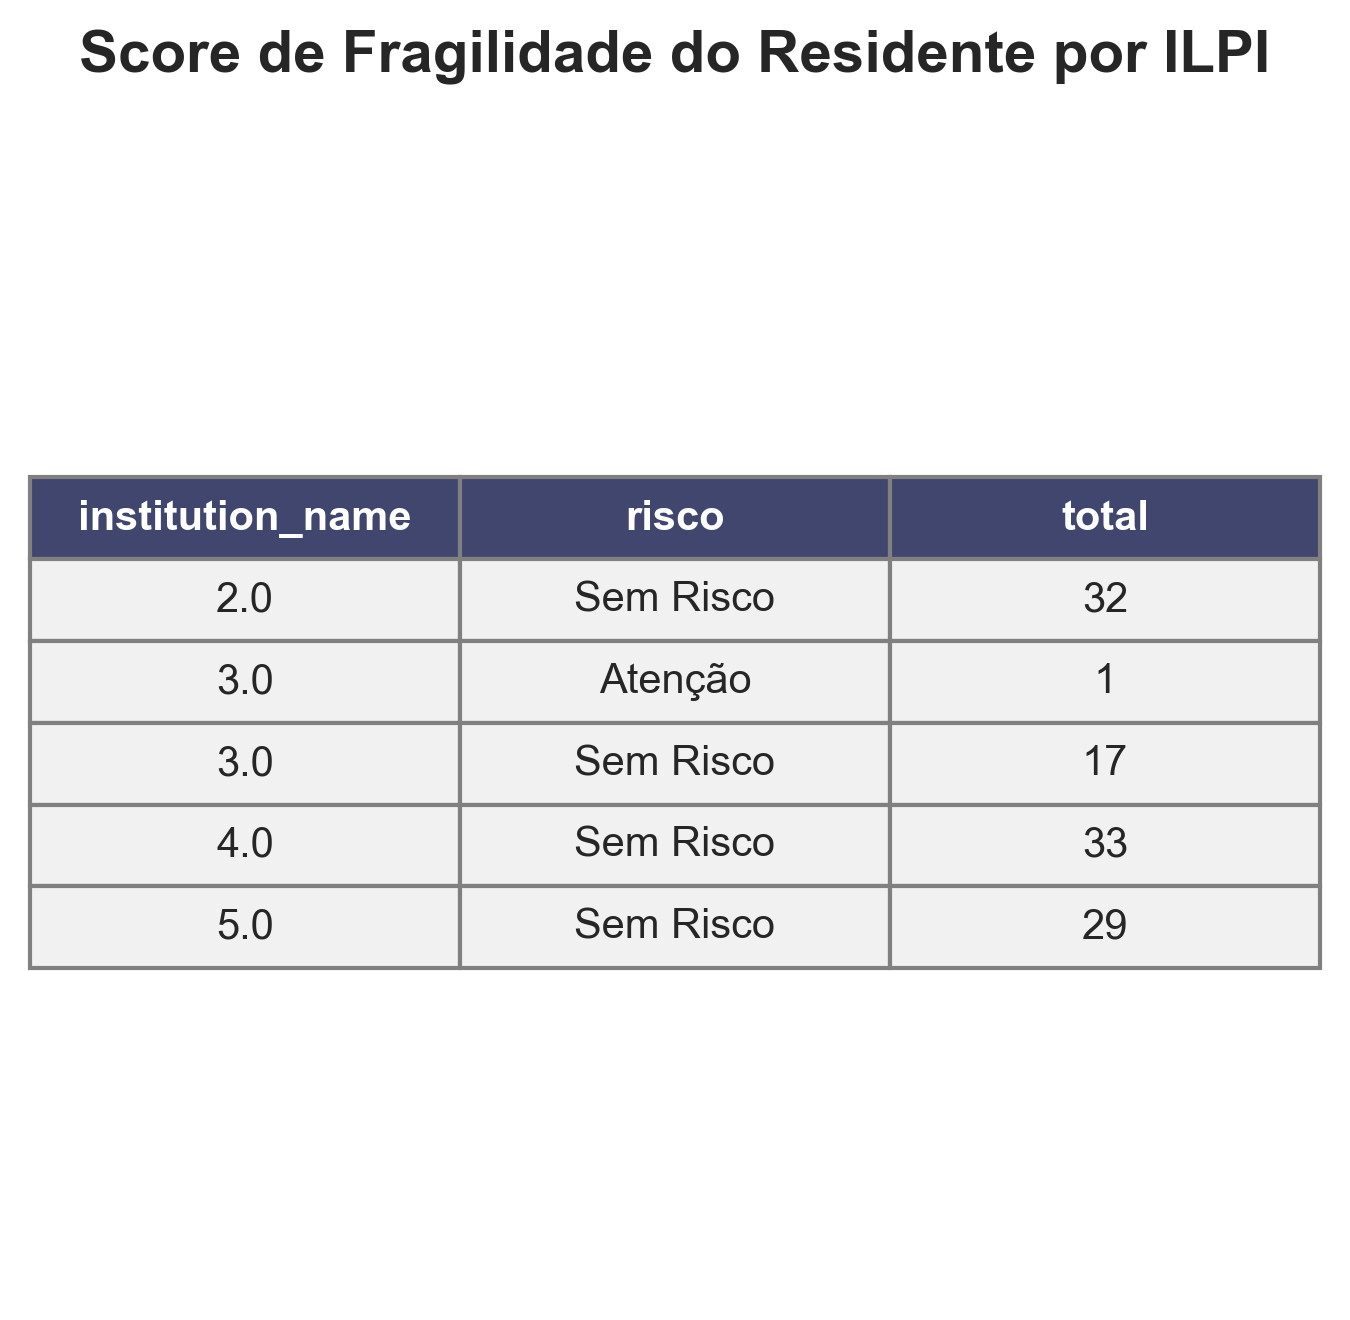 Score de Fragilidade do Residente por ILPI
institution_name risco total
2.0 Sem Risco 32
3.0 Atenção 1
3.0 Sem Risco 17
4.0 Sem Risco 33
5.0 Sem Risco 29